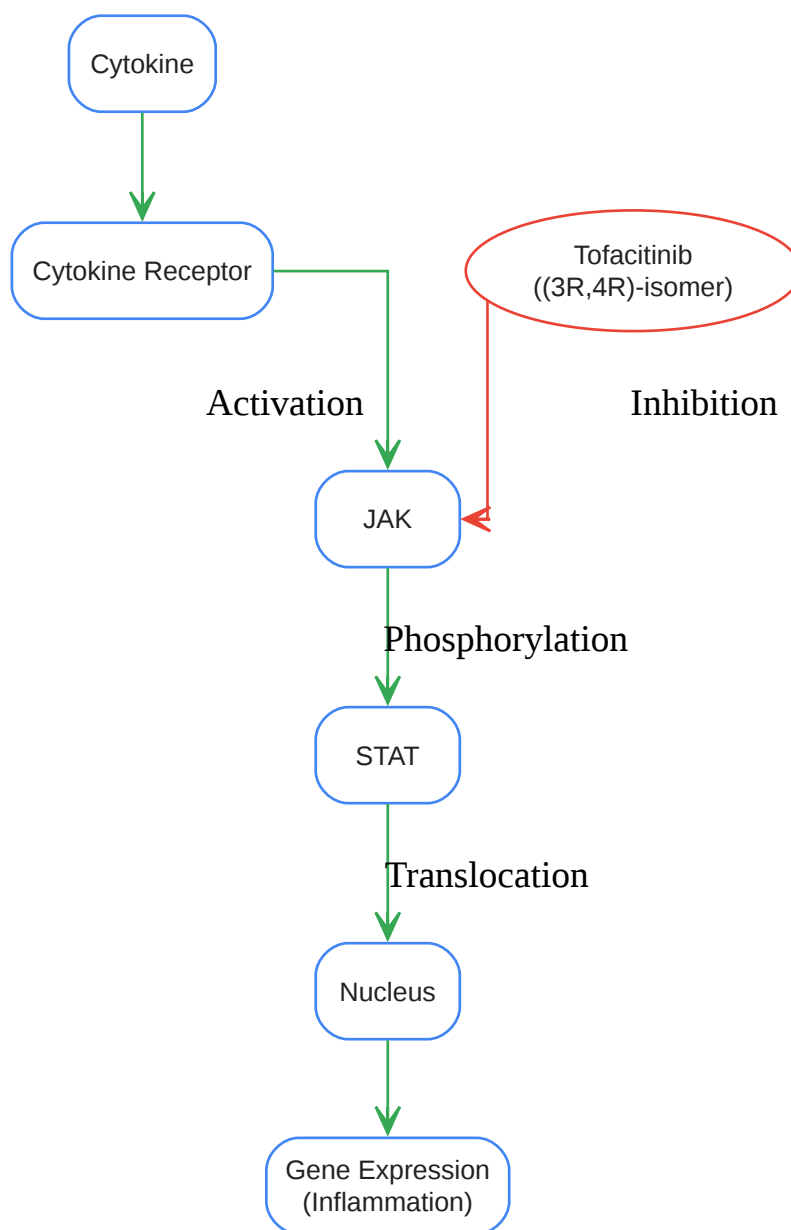 Cytokine
Cytokine Receptor
Tofacitinib
((3R,4R)-isomer)
Activation
Inhibition
JAK
Phosphorylation
STAT
Translocation
Nucleus
Gene Expression
(Inflammation)